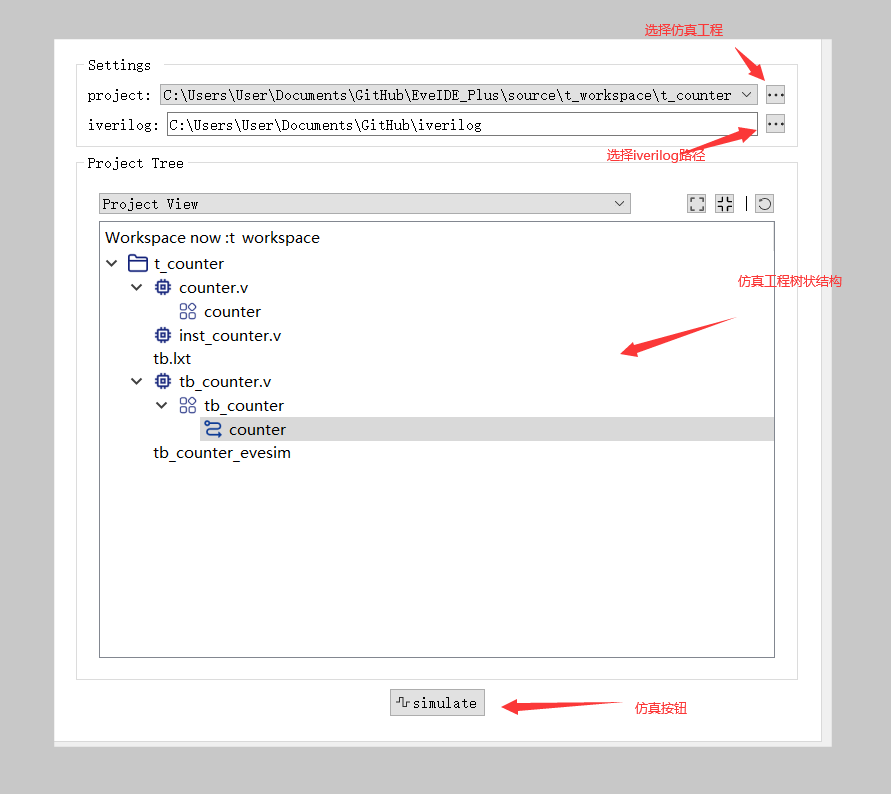 选择仿真工程
Settings
project: C:\Users\User\Documents\GitHub\EveIDE_Plus\source\t_workspace\t_counter
iverilog: C:\Users\User\Documents\GitHub\iverilog
选择iverilog路径
Project Tree
Project View
Workspace now :t workspace
t_counter
counter.v
仿真工程树状结构
counter
inst_counter.v
tb.lxt
tb_counter.v
tb_counter
counter
tb_counter_evesim
simulate
仿真按钮